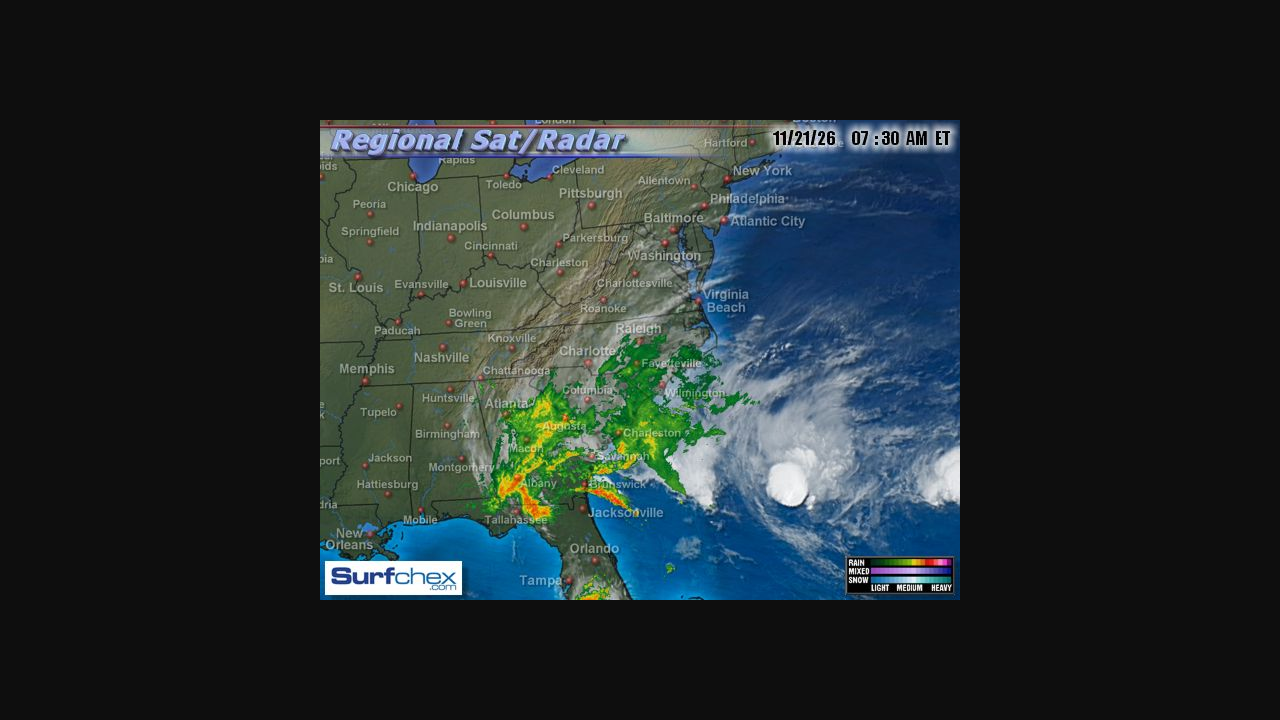 London
Boston
Regional Sat/Radar
11/21/26 07:30 AM ET
Hartford
Rapids
Cleveland
New York
Chicago
Toledo
Allentown
Pittsburgh
Philadelphia
Peoria
Columbus
Baltimore
Atlantic City
Springfield
Indianapolis
Parkersburg
Cincinnati
Washington
Charleston
St. Louis
Evansville
Louisville
Charlottesville
Virginia
Beach
Roanoke
Bowling
Green
Paducah
Raleigh
Knoxville
Nashville
Charlotte
Memphis
Chattanooga
Fayetteville
Huntsville
Columbia
Wilmington
Atlanta
Tupelo
Birmingham
Augusta
Charleston
Macon
Jackson
Montgomery
Savannah
Hattiesburg
Albany
Brunswick
Mobile
Tallahassee
Jacksonville
New
Orleans
Orlando
Tampa
Surfchex
.com
RAIN
MIXED
SNOW
LIGHT MEDIUM HEAVY